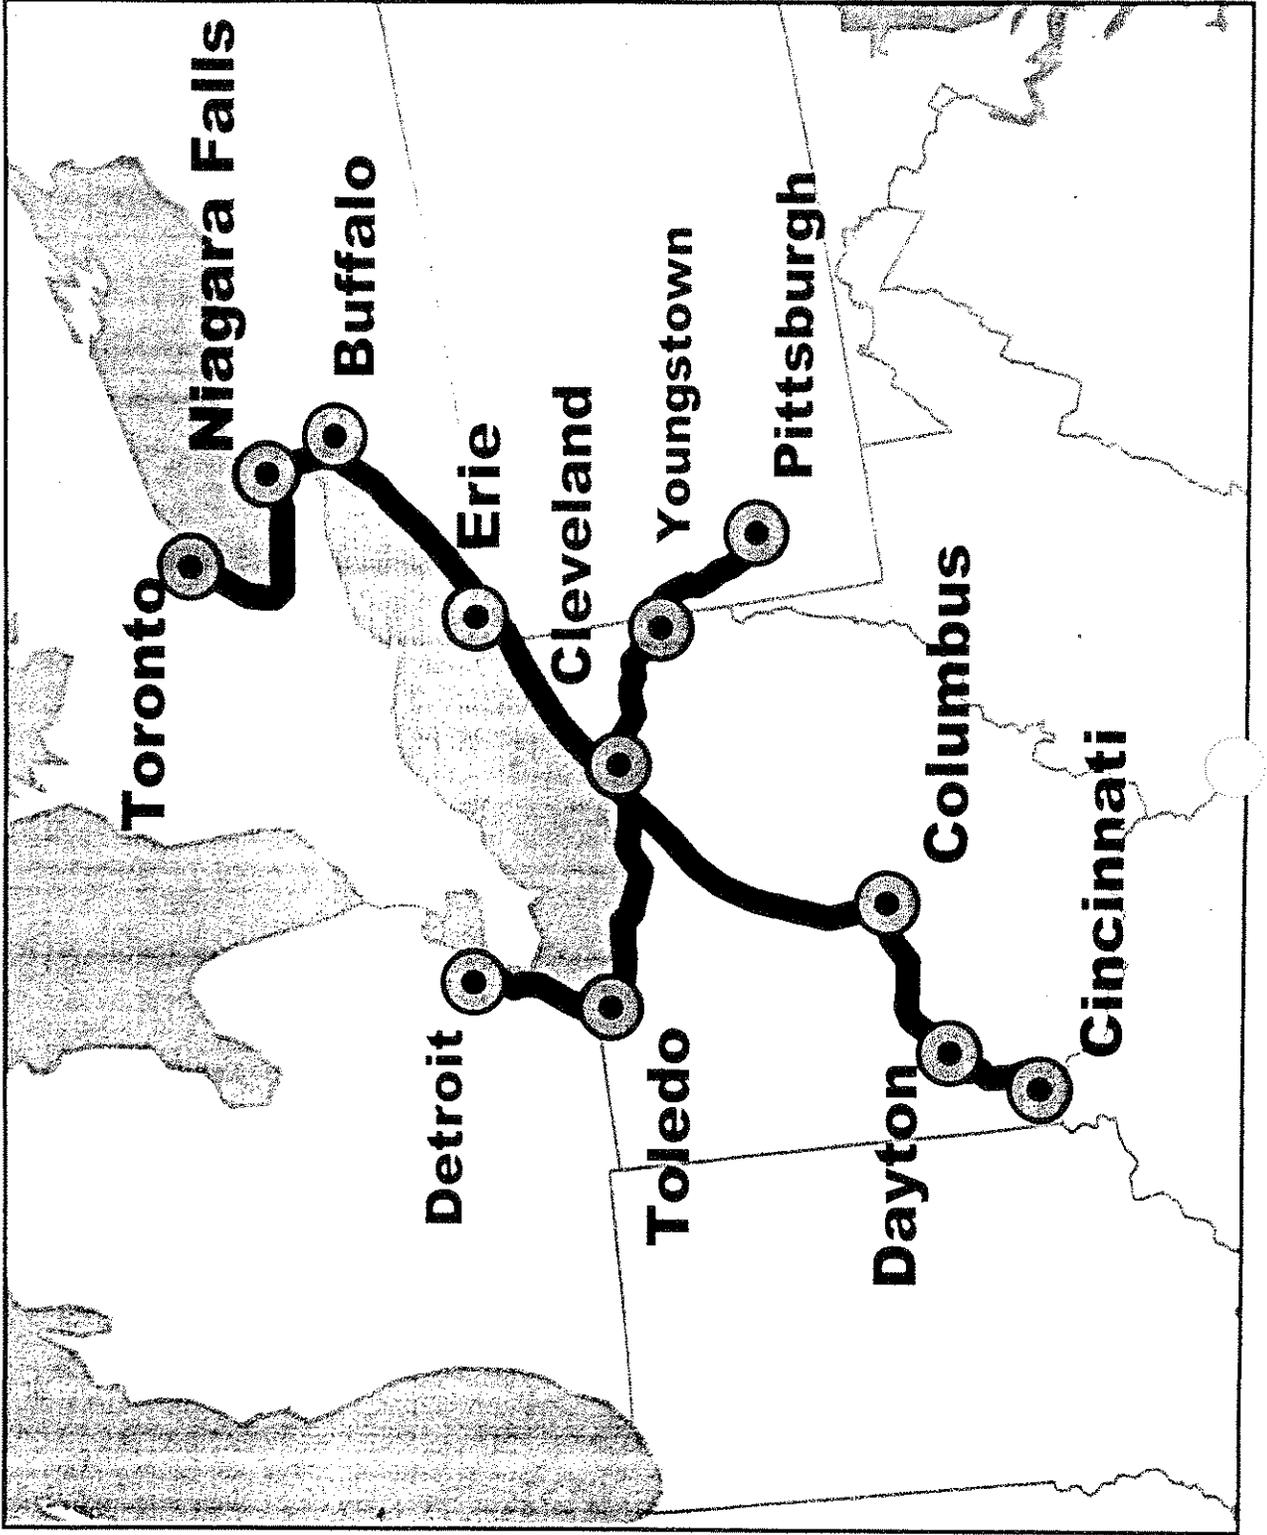 Toronto
Niagara Falls
Buffalo
Detroit
Erie
Cleveland
Toledo
Youngstown
Pittsburgh
Dayton
Columbus
Cincinnati